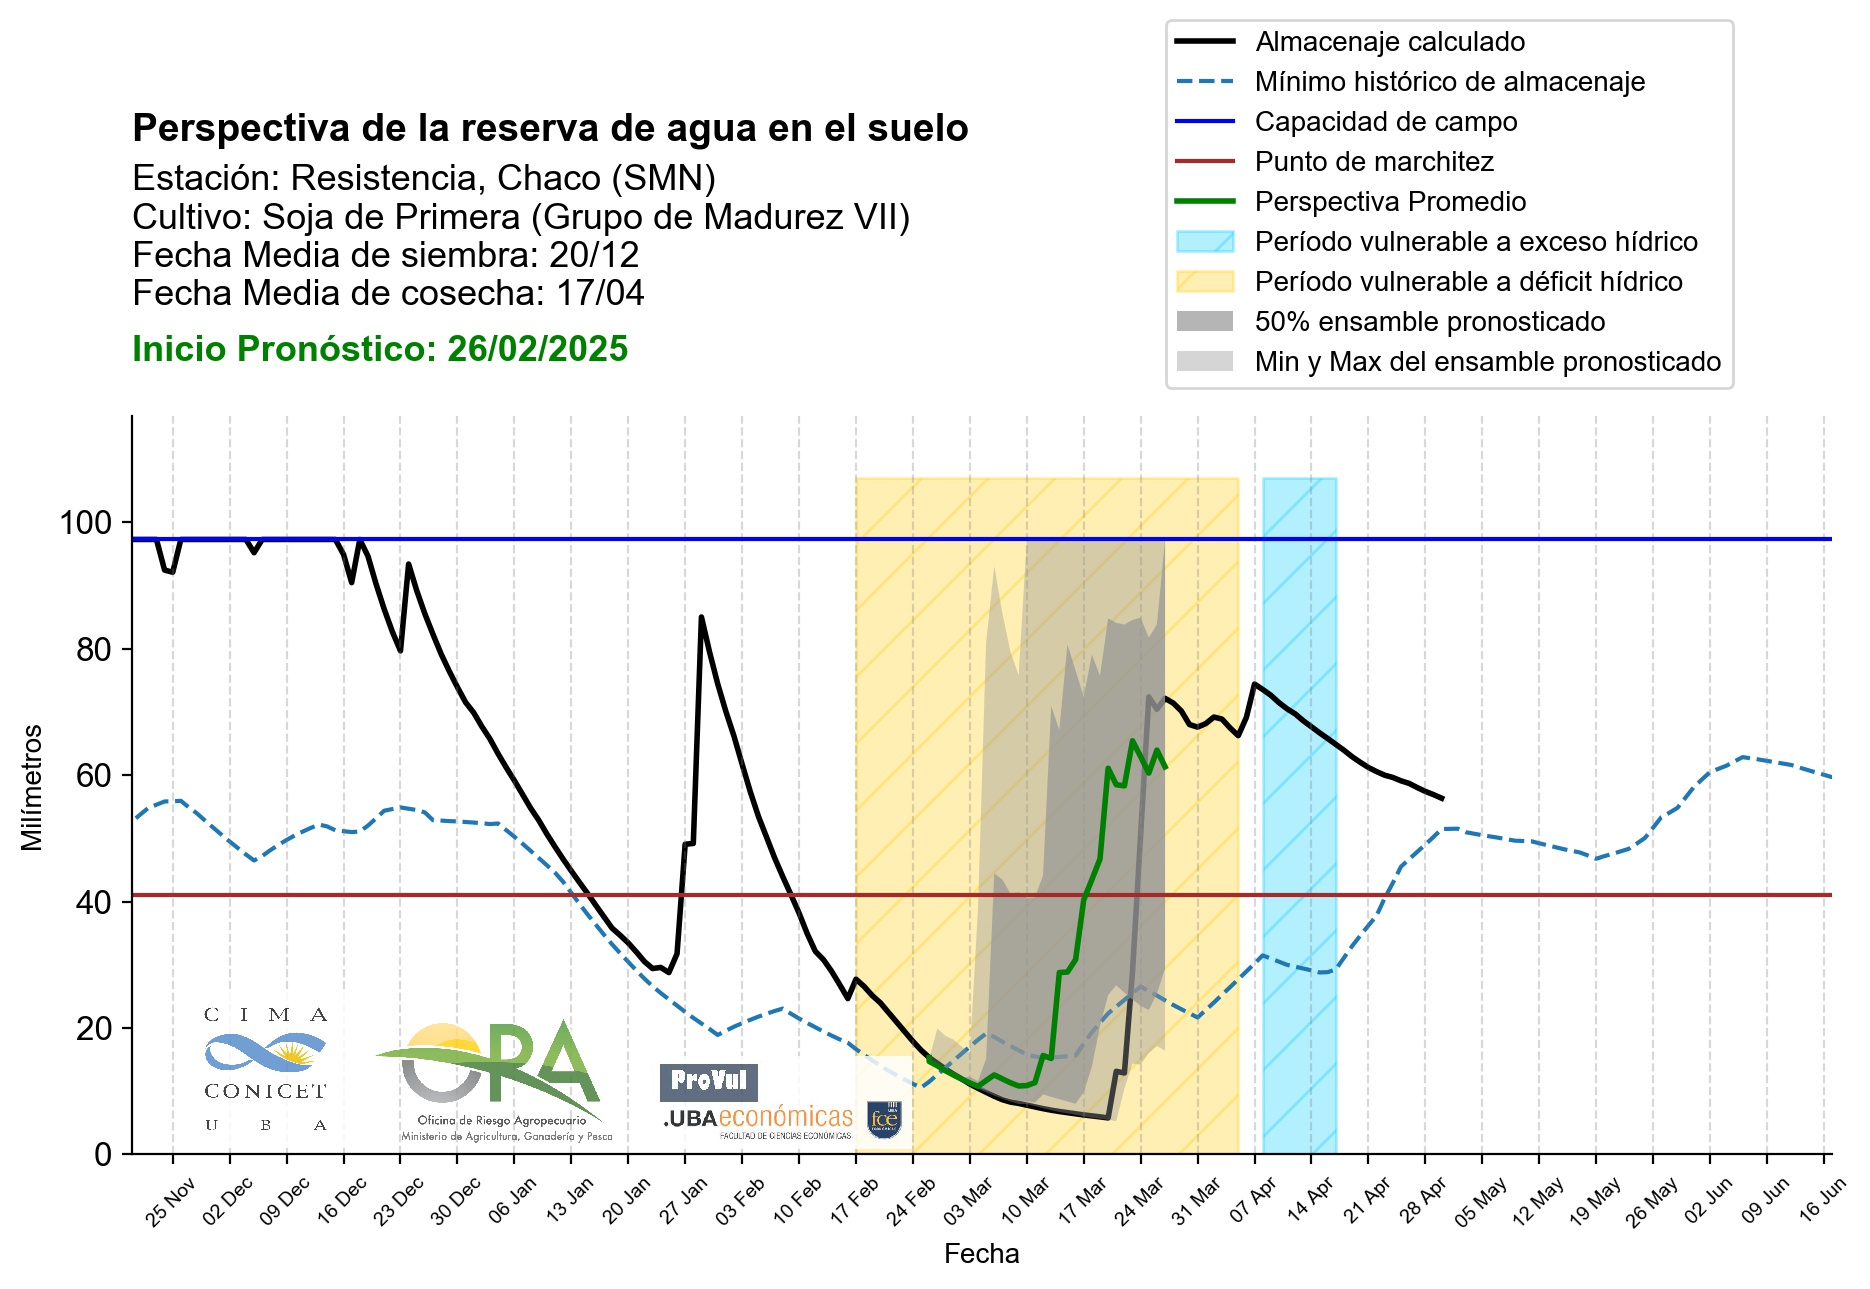 Almacenaje calculado
Mínimo histórico de almacenaje
Capacidad de campo
Punto de marchitez
Perspectiva Promedio
Período vulnerable a exceso hídrico
Período vulnerable a déficit hídrico
50% ensamble pronosticado
Min y Max del ensamble pronosticado
Perspectiva de la reserva de agua en el suelo
Estación: Resistencia, Chaco (SMN)
Cultivo: Soja de Primera (Grupo de Madurez VII)
Fecha Media de siembra: 20/12
Fecha Media de cosecha: 17/04
Inicio Pronóstico: 26/02/2025
Milímetros
100
80
60
40
20
0
CIMA
CONICET
UBA
ORA
Oficina de Riesgo Agropecuario
Ministerio de Agricultura, Ganadería y Pesca
ProVul
.UBAeconómicas
FACULTAD DE CIENCIAS ECONÓMICAS
fce
25 Nov
02 Dec
09 Dec
16 Dec
23 Dec
30 Dec
06 Jan
13 Jan
20 Jan
27 Jan
03 Feb
10 Feb
17 Feb
24 Feb
03 Mar
10 Mar
17 Mar
24 Mar
31 Mar
07 Apr
14 Apr
21 Apr
28 Apr
05 May
12 May
19 May
26 May
02 Jun
09 Jun
16 Jun
Fecha